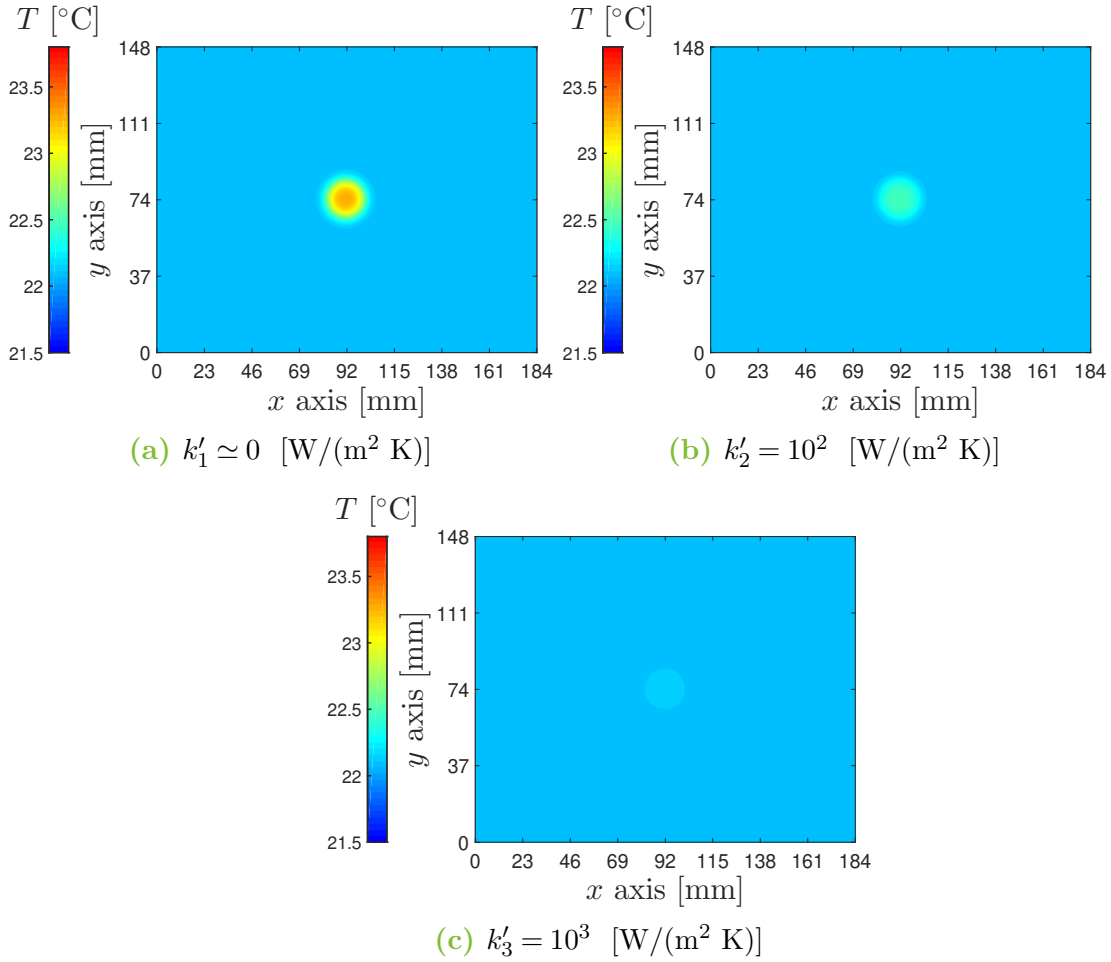 T [°C]
23.5
23
22.5
22
21.5
y axis [mm]
148
111
74
37
0
0 23 46 69 92 115 138 161 184
x axis [mm]
(a) k′₁ ≃ 0 [W/(m² K)]
T [°C]
23.5
23
22.5
22
21.5
y axis [mm]
148
111
74
37
0
0 23 46 69 92 115 138 161 184
x axis [mm]
(b) k′₂ = 10² [W/(m² K)]
T [°C]
23.5
23
22.5
22
21.5
y axis [mm]
148
111
74
37
0
0 23 46 69 92 115 138 161 184
x axis [mm]
(c) k′₃ = 10³ [W/(m² K)]